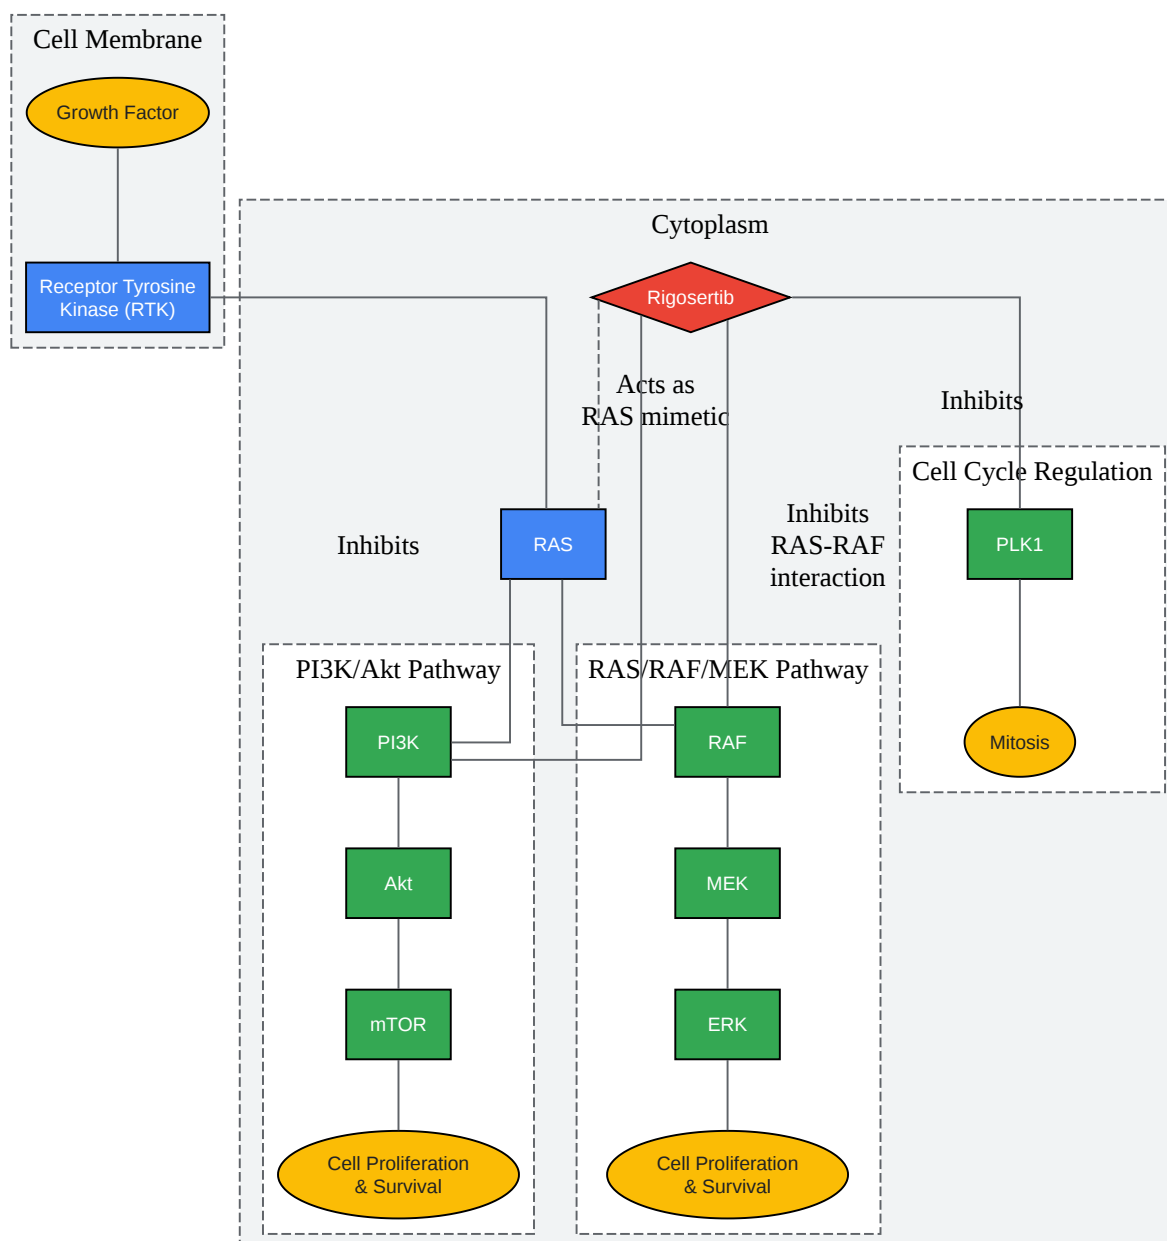 Cell Membrane
Growth Factor
Receptor Tyrosine
Kinase (RTK)
Cytoplasm
Rigosertib
Acts as
RAS mimetic
Inhibits
Cell Cycle Regulation
Inhibits
RAS
Inhibits
RAS-RAF
interaction
PLK1
PI3K/Akt Pathway
RAS/RAF/MEK Pathway
PI3K
RAF
Mitosis
Akt
MEK
mTOR
ERK
Cell Proliferation
& Survival
Cell Proliferation
& Survival